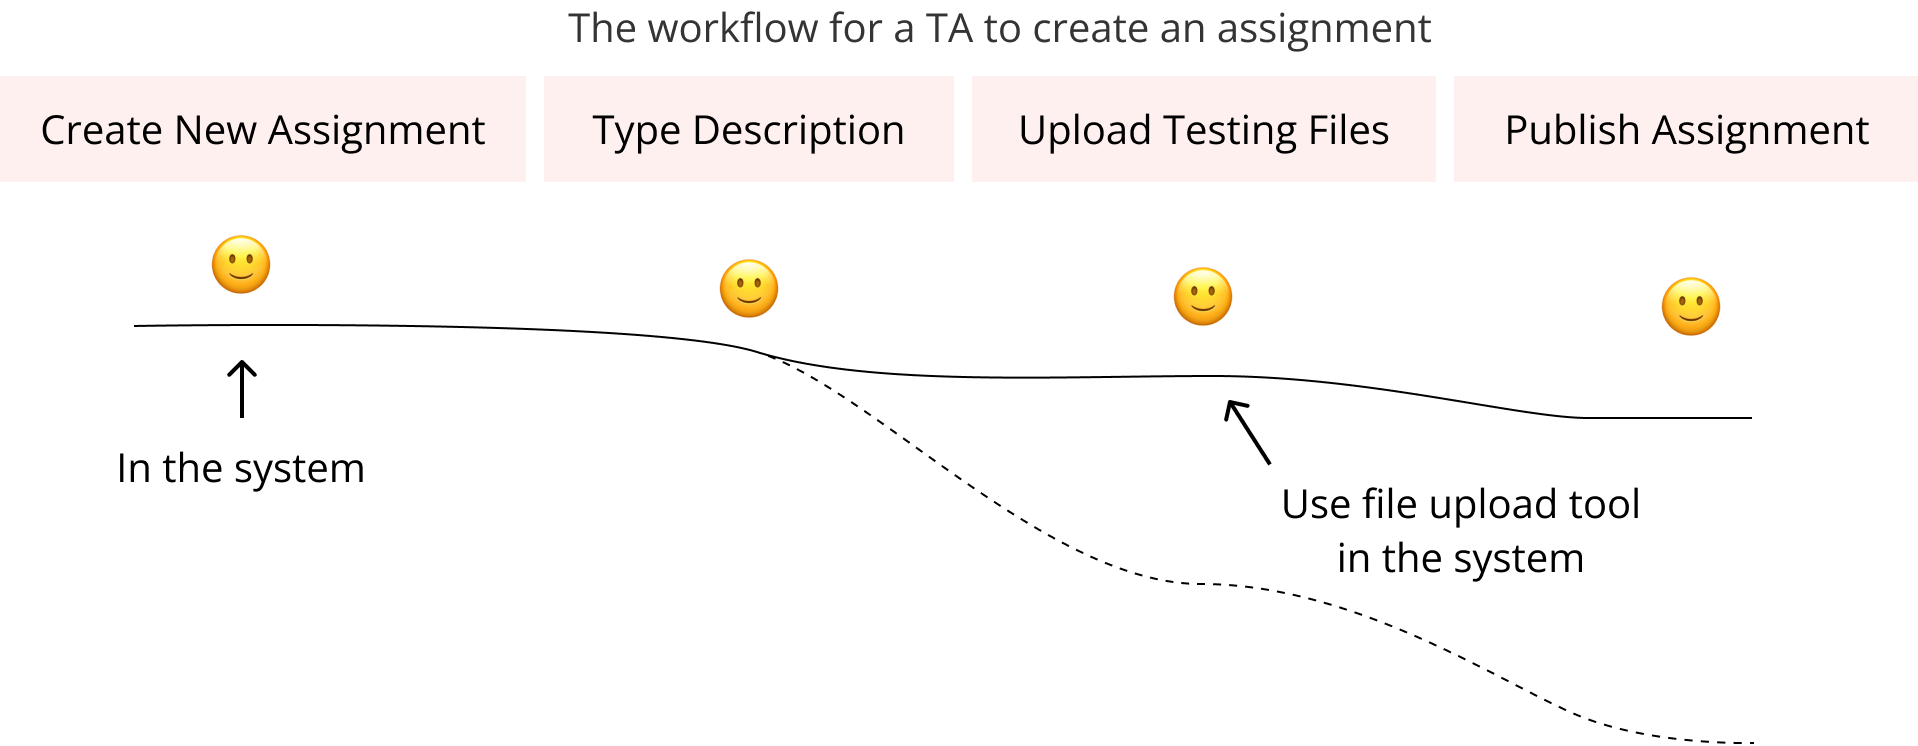 The workflow for a TA to create an assignment
Create New Assignment
Type Description
Upload Testing Files
Publish Assignment
In the system
Use file upload tool
in the system